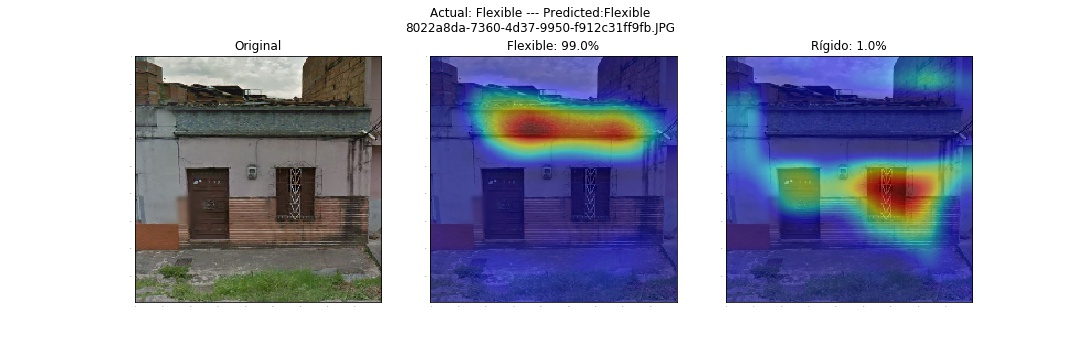 Actual: Flexible --- Predicted:Flexible
8022a8da-7360-4d37-9950-f912c31ff9fb.JPG
Original
Flexible: 99.0%
Rígido: 1.0%